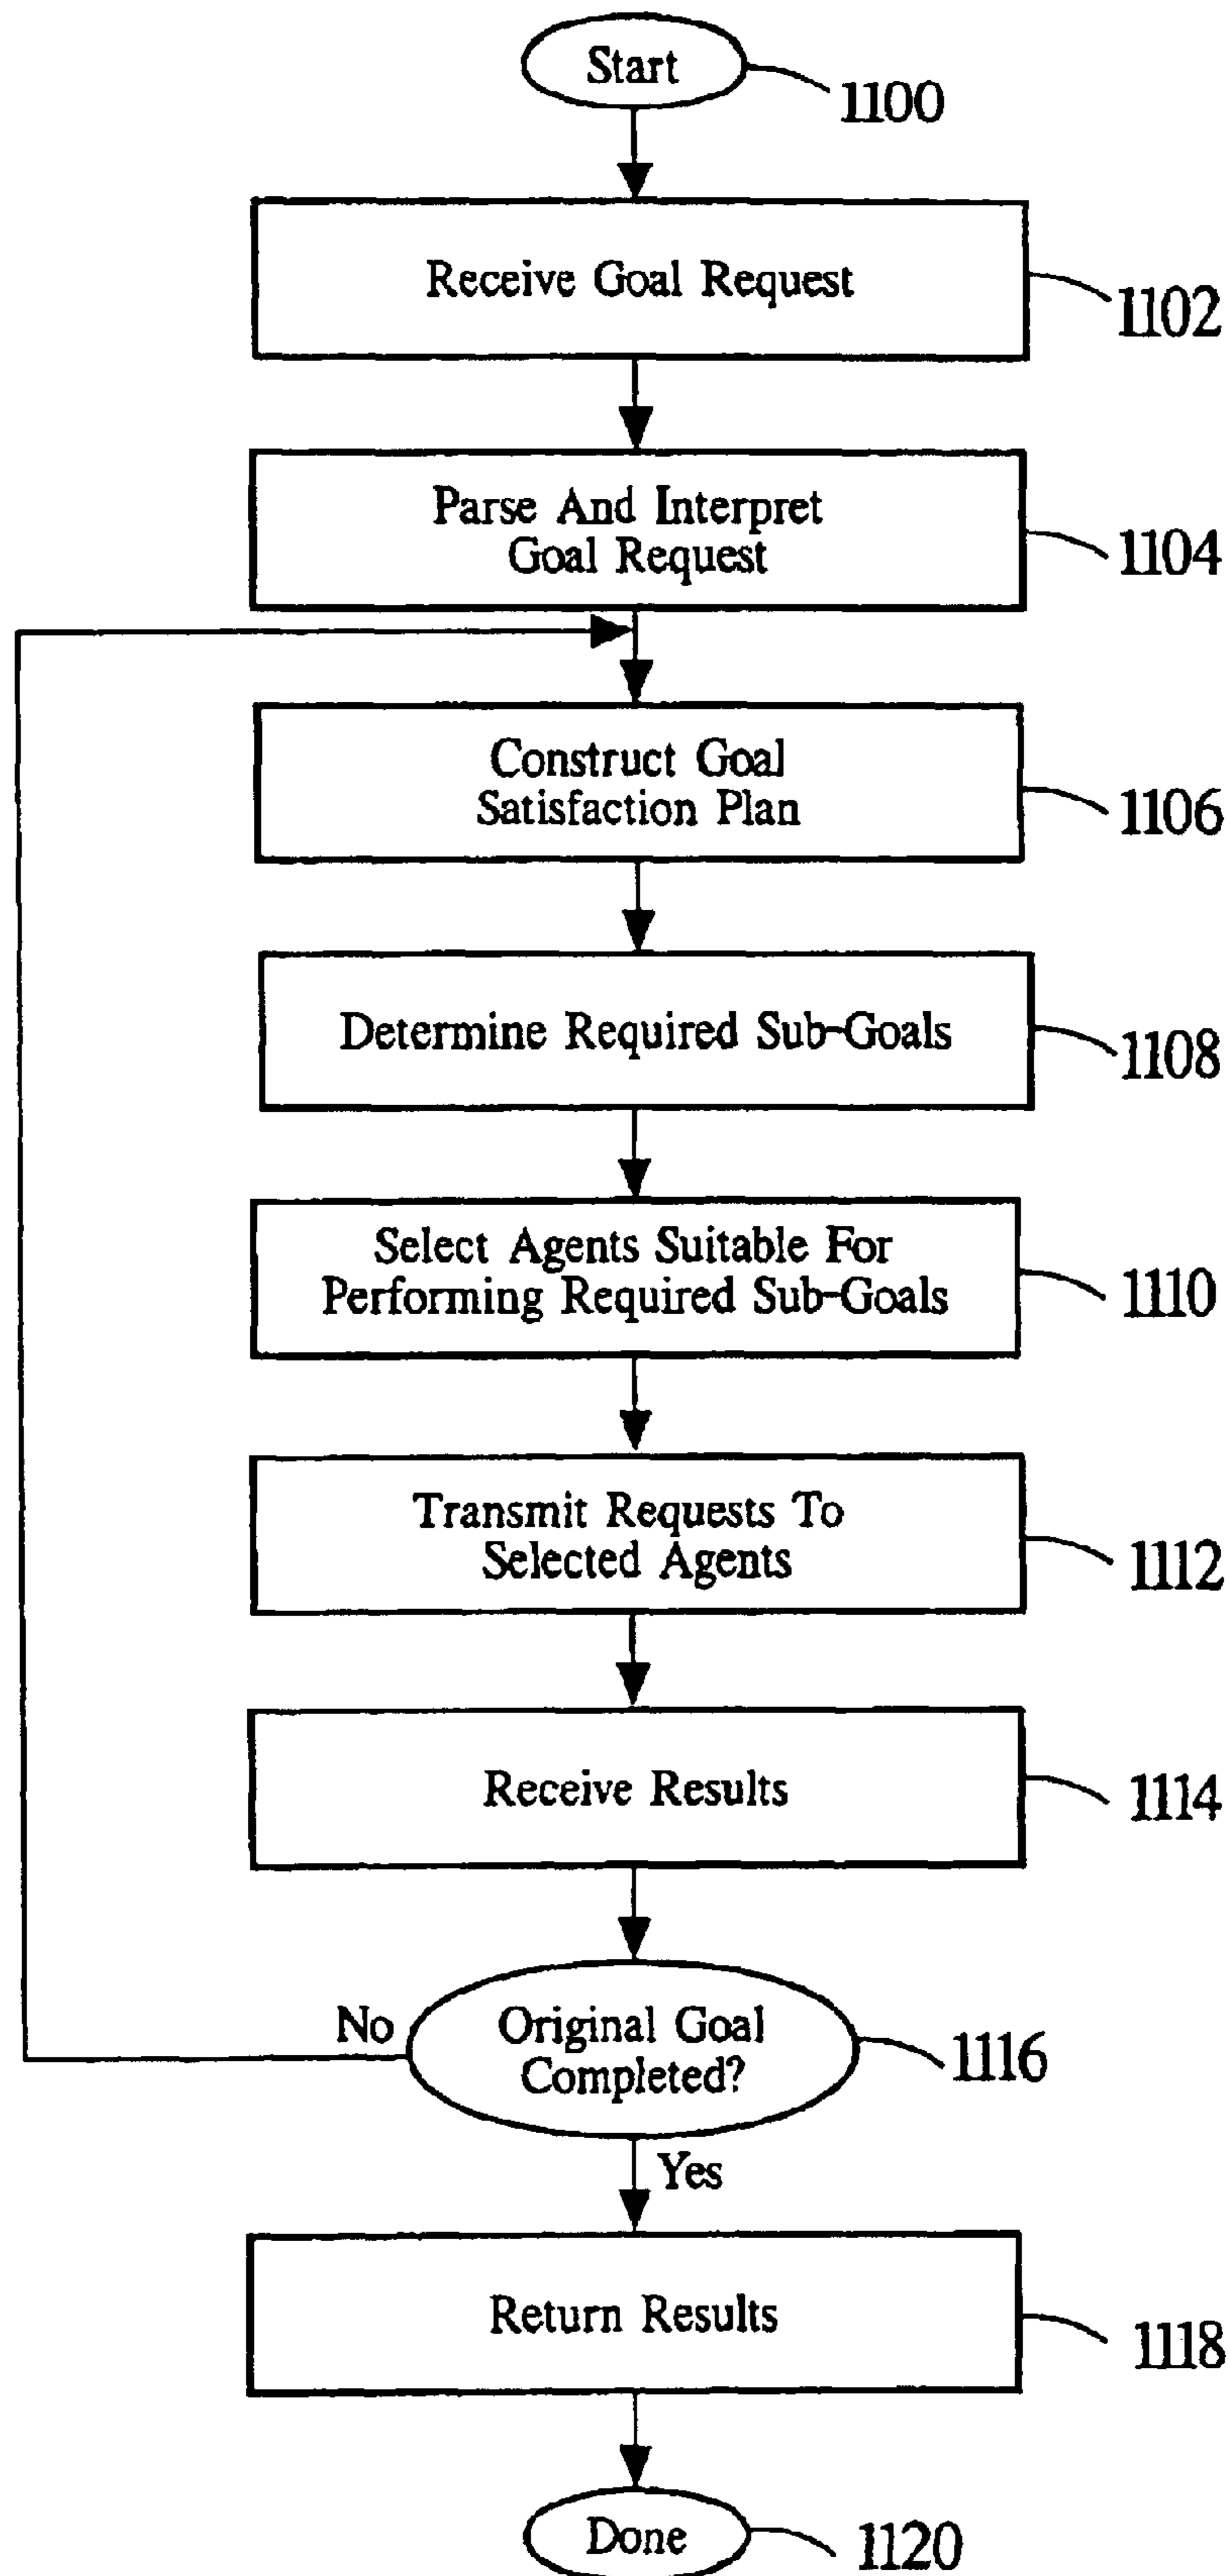 Start
1100
Receive Goal Request
1102
Parse And Interpret
Goal Request
1104
Construct Goal
Satisfaction Plan
1106
Determine Required Sub-Goals
1108
Select Agents Suitable For
Performing Required Sub-Goals
1110
Transmit Requests To
Selected Agents
1112
Receive Results
1114
No
Original Goal
Completed?
1116
Yes
Return Results
1118
Done
1120